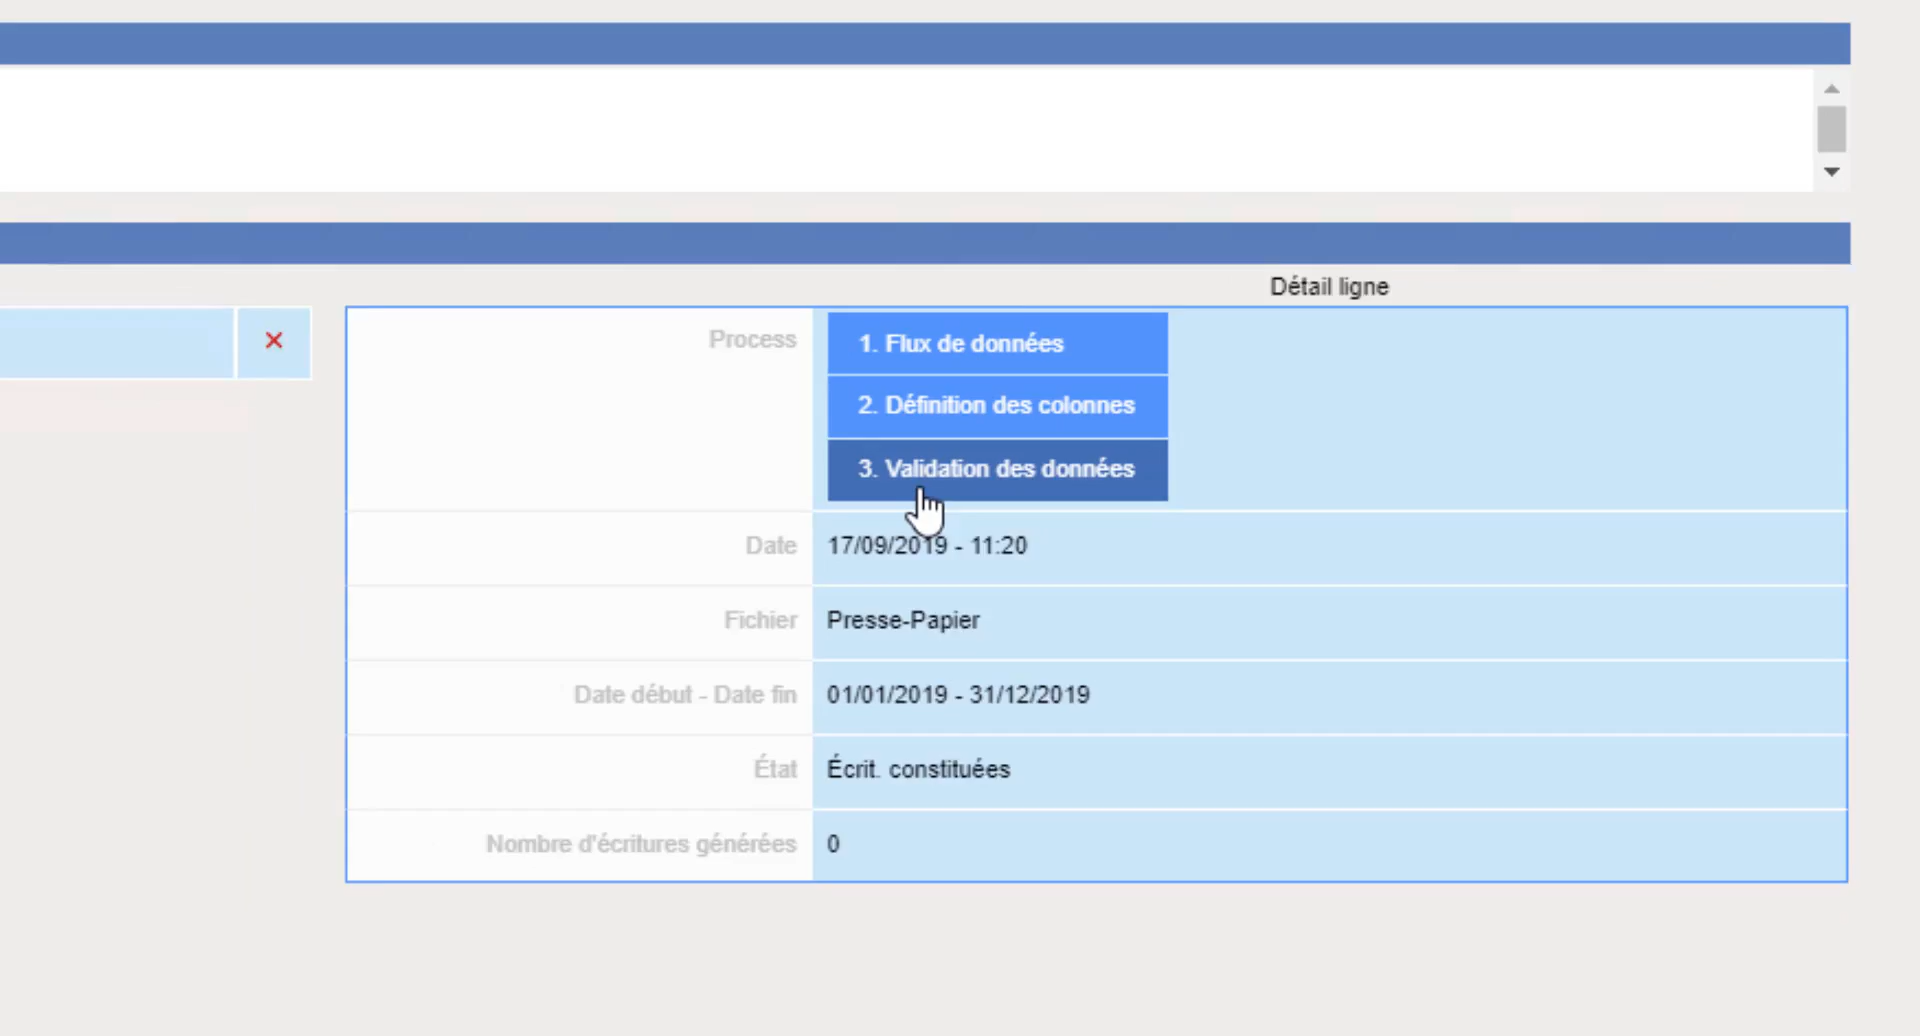 Détail ligne
Process
1. Flux de données
2. Définition des colonnes
3. Validation des données
Date 17/09/2019 - 11:20
Fichier Presse-Papier
Date début - Date fin 01/01/2019 - 31/12/2019
État Écrit. constituées
Nombre d'écritures générées 0